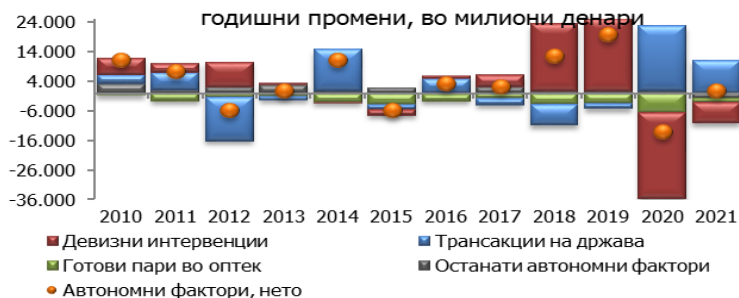 годишни промени, во милиони денари
24.000
14.000
4.000
-6.000
-16.000
-26.000
-36.000
2010 2011 2012 2013 2014 2015 2016 2017 2018 2019 2020 2021
Девизни интервенции Трансакции на држава
Готови пари во оптек Останати автономни фактори
Автономни фактори, нето